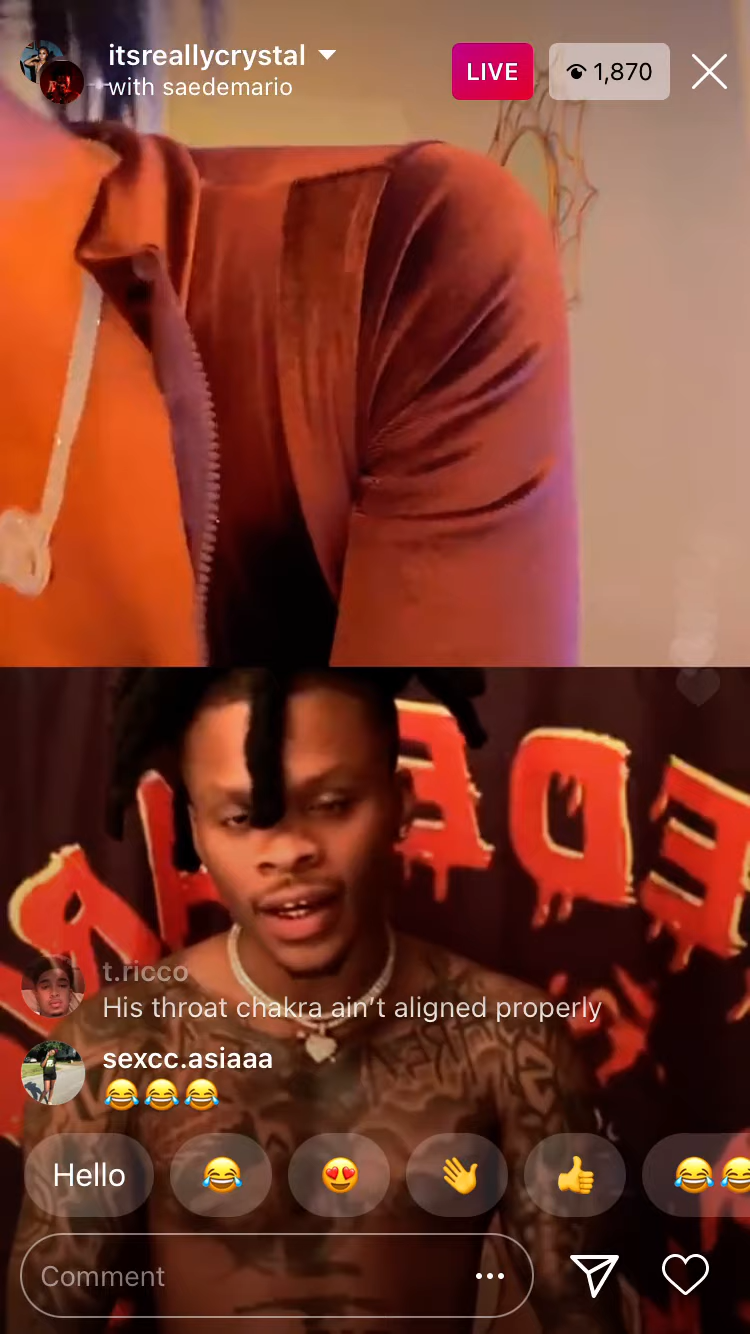 itsreallycrystal
with saedemario
LIVE
1,870
t.ricco
His throat chakra ain't aligned properly
sexcc.asiaaa
😂😂😂
Hello 😂 😍 👋 👍 😂😂
Comment